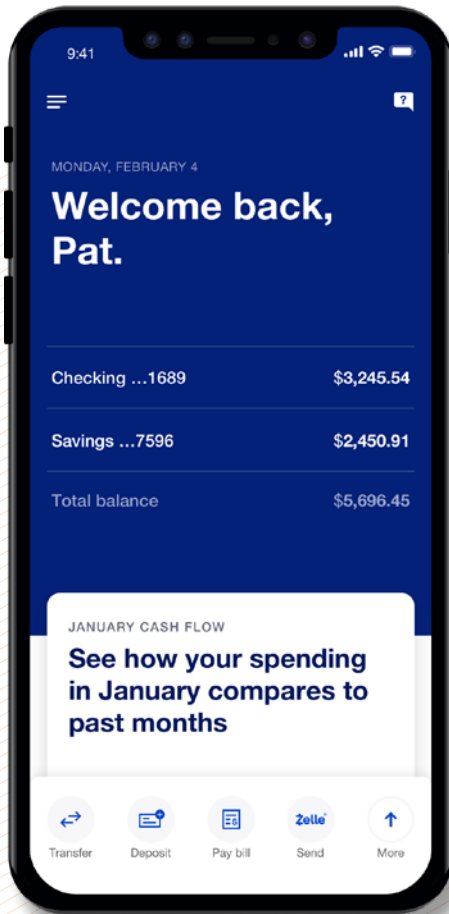 9:41
?
MONDAY, FEBRUARY 4
Welcome back,
Pat.
Checking ...1689 $3,245.54
Savings ...7596 $2,450.91
Total balance $5,696.45
JANUARY CASH FLOW
See how your spending
in January compares to
past months
Zelle
Transfer Deposit Pay bill Send More